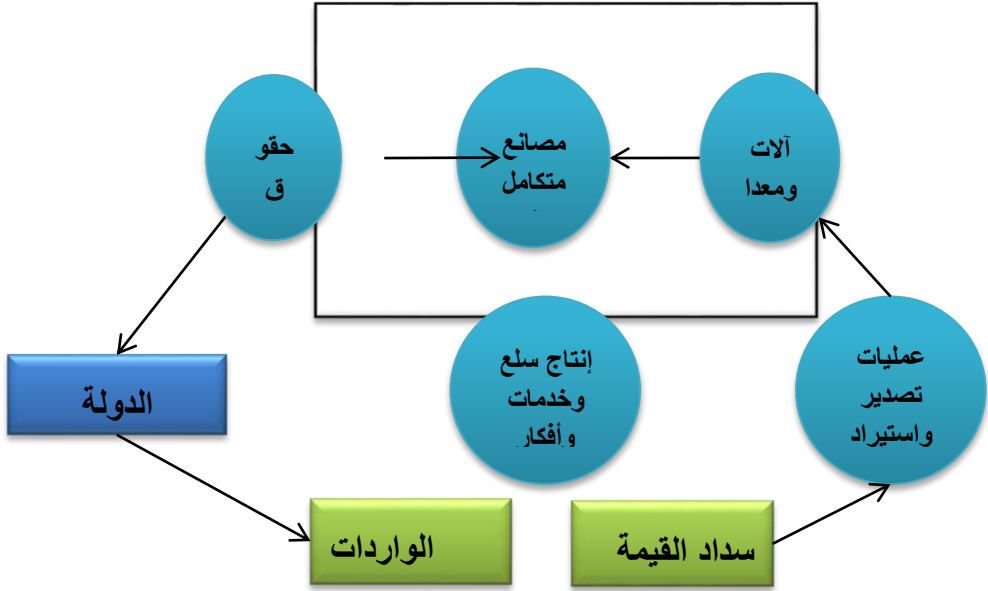 حقو
ق
مصانع
متكامل
آلات
ومعدا
إنتاج سلع
وخدمات
وأفكار
عمليات
تصدير
واستيراد
الدولة
الواردات
سداد القيمة